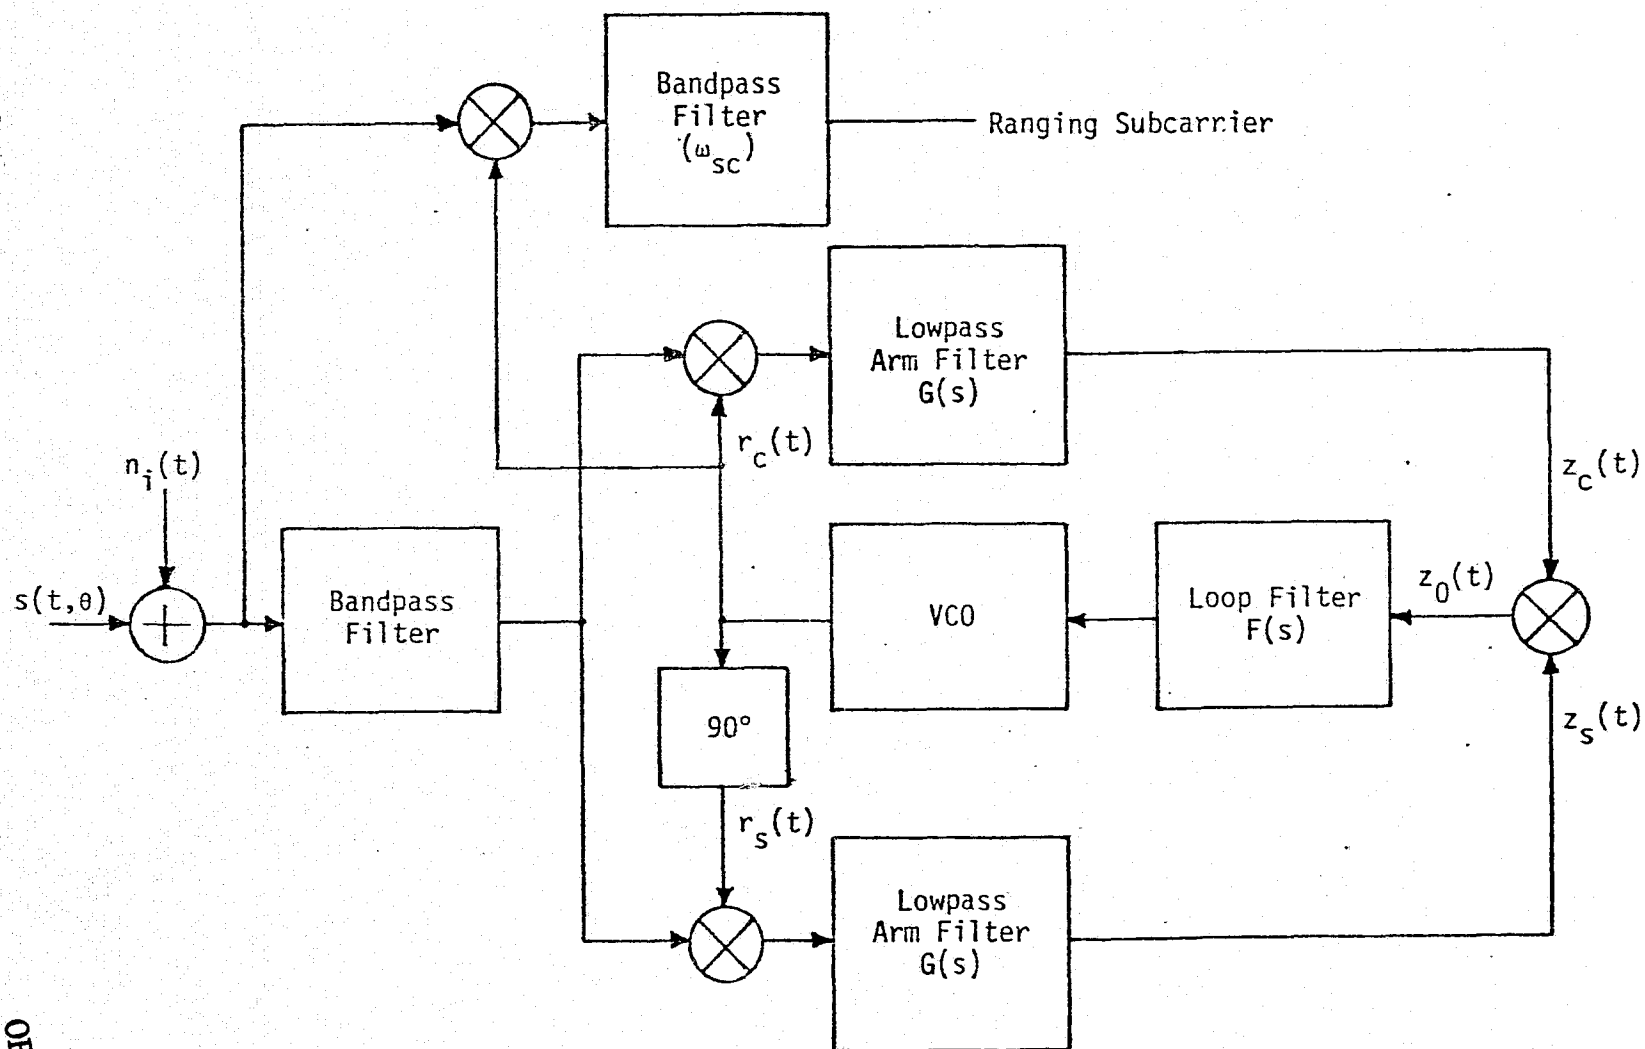 Bandpass
Filter
(ω_sc)
Ranging Subcarrier
Lowpass
Arm Filter
G(s)
r_c(t)
n_i(t)
z_c(t)
s(t,θ)
Bandpass
Filter
VCO
Loop Filter
F(s)
z_0(t)
90°
z_s(t)
r_s(t)
Lowpass
Arm Filter
G(s)